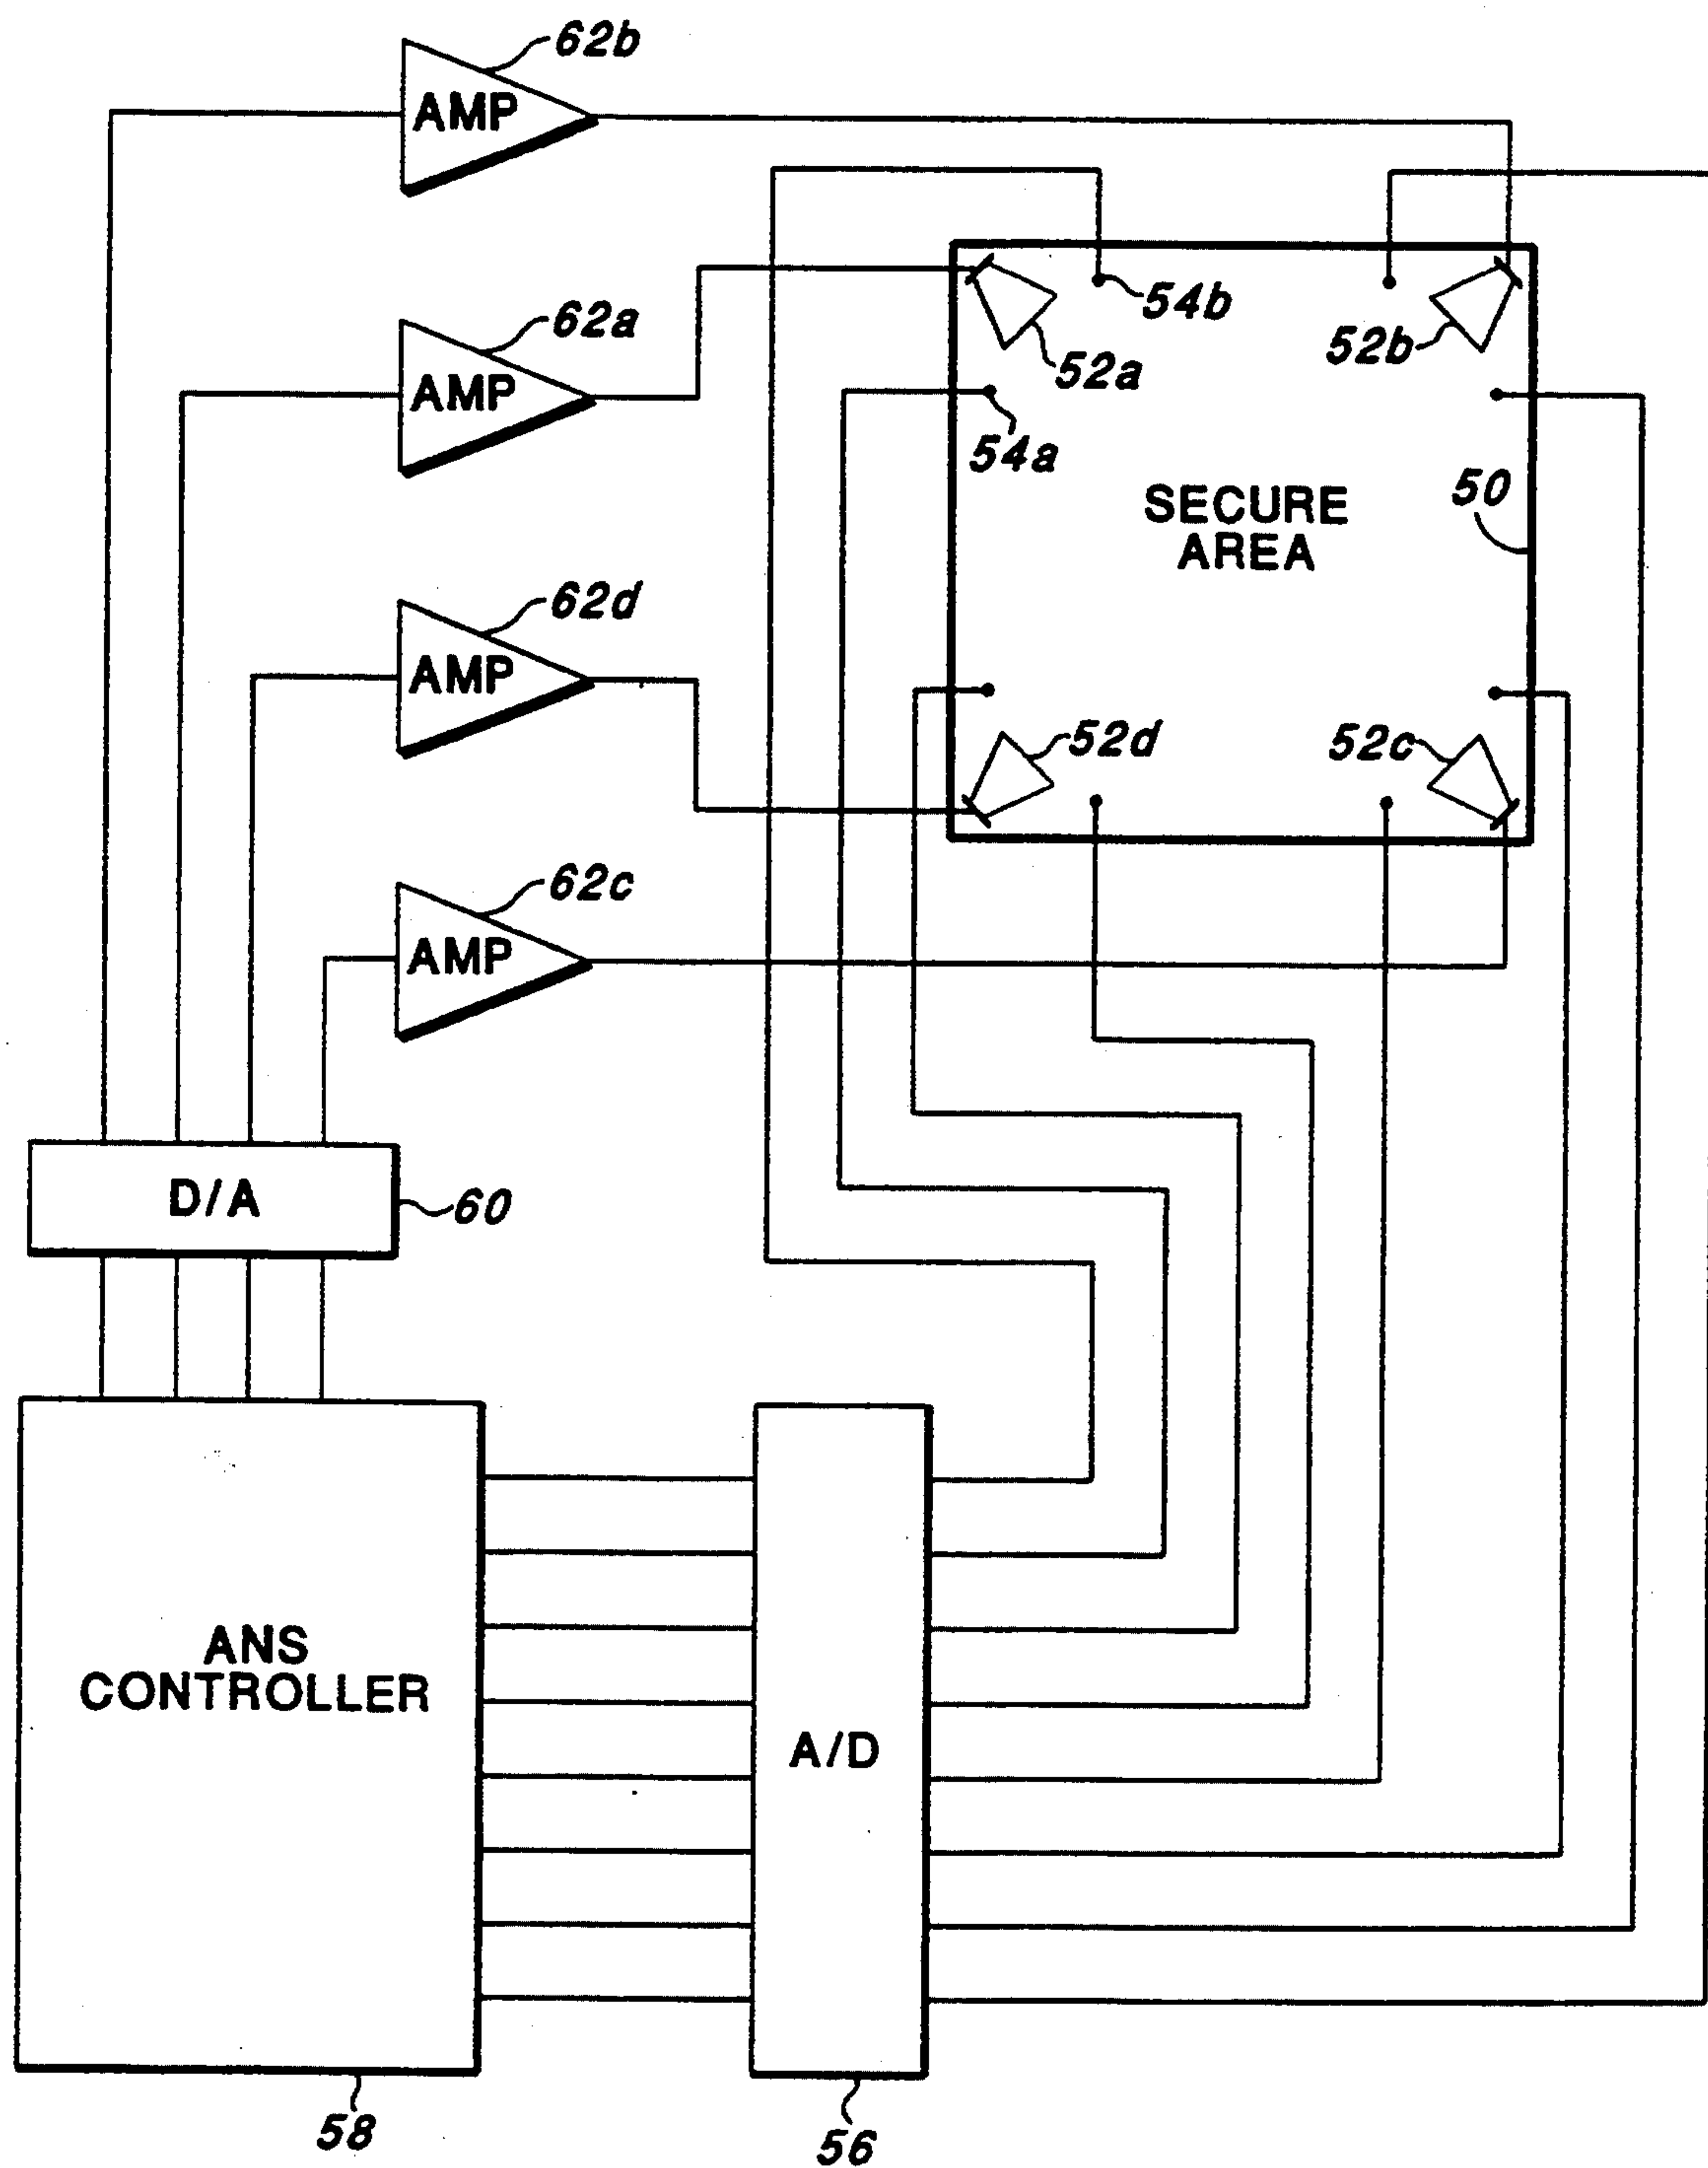 62b
AMP
62a
AMP
54b
52b
52a
54a
50
SECURE
AREA
62d
AMP
52d
52c
62c
AMP
D/A
60
ANS
CONTROLLER
A/D
58
56